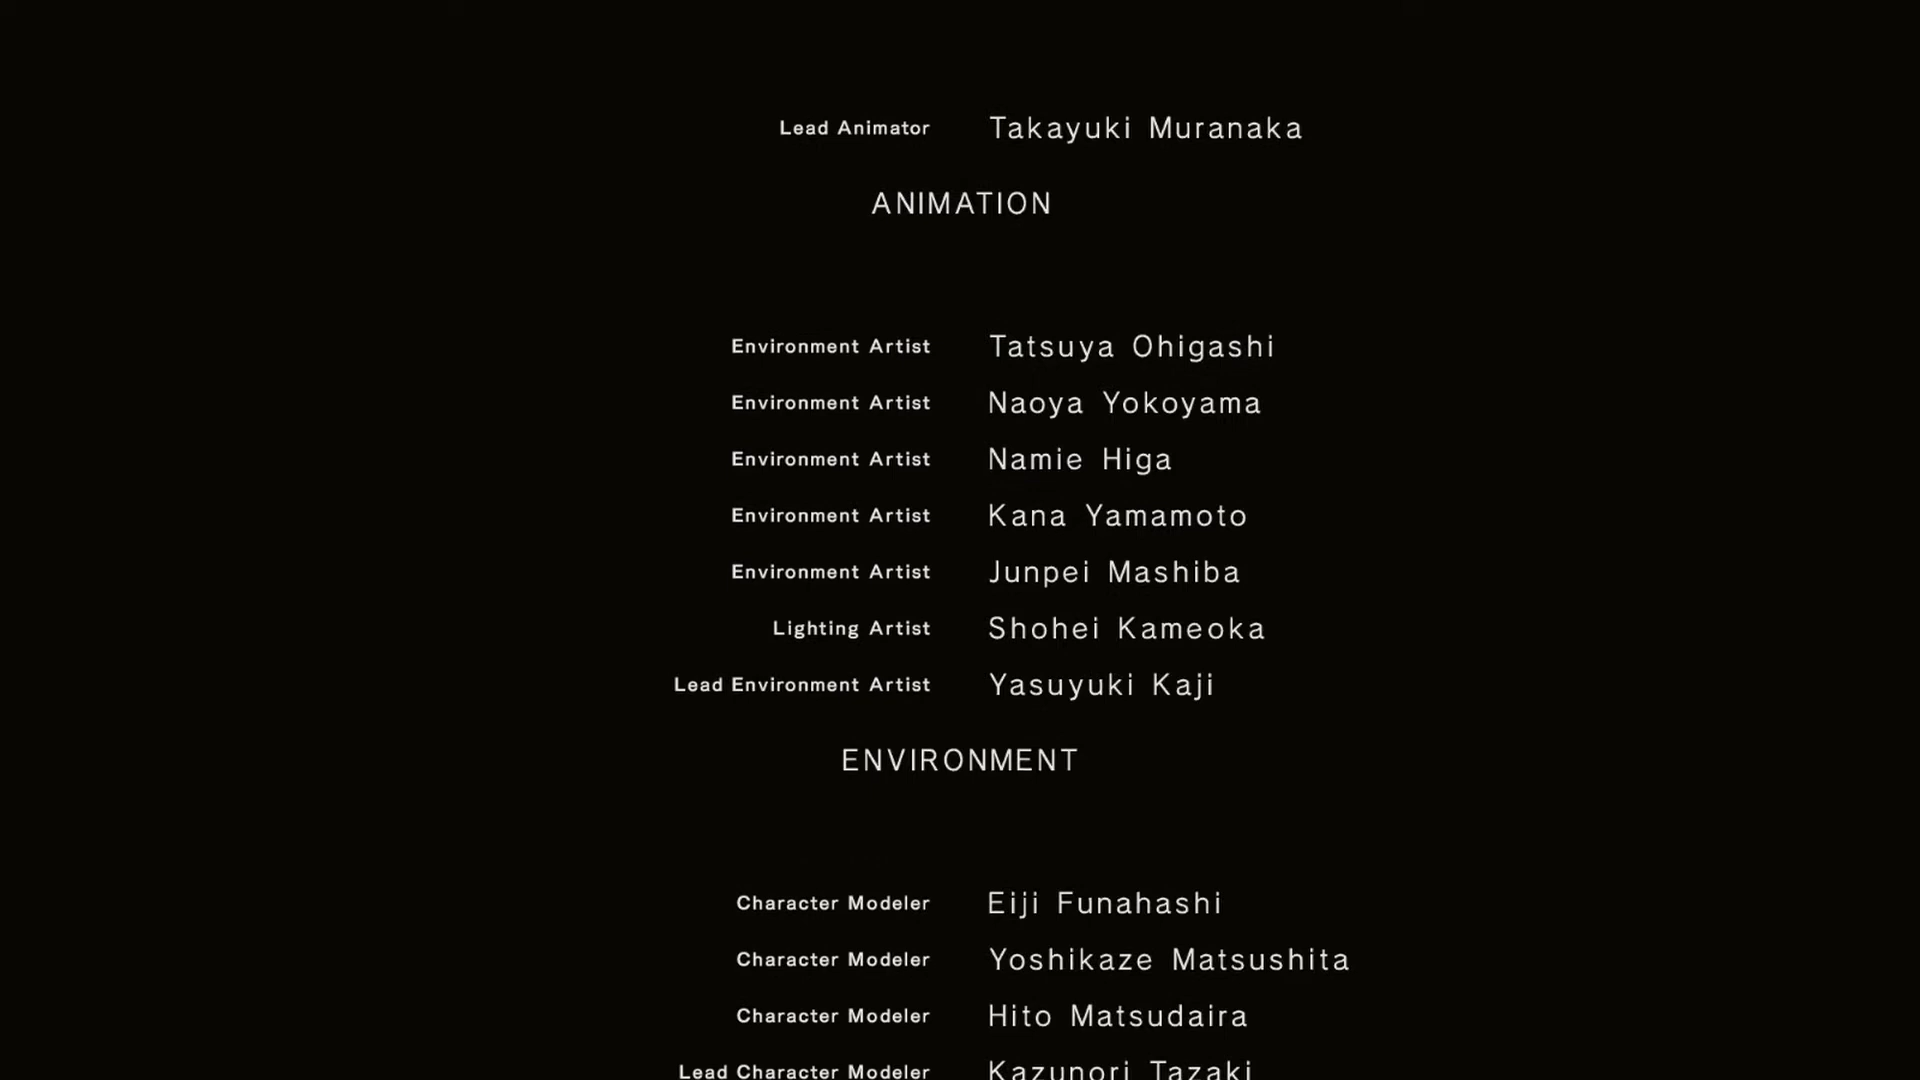 Lead Animator Takayuki Muranaka
ANIMATION
Environment Artist Tatsuya Ohigashi
Environment Artist Naoya Yokoyama
Environment Artist Namie Higa
Environment Artist Kana Yamamoto
Environment Artist Junpei Mashiba
Lighting Artist Shohei Kameoka
Lead Environment Artist Yasuyuki Kaji
ENVIRONMENT
Character Modeler Eiji Funahashi
Character Modeler Yoshikaze Matsushita
Character Modeler Hito Matsudaira
Lead Character Modeler Kazunori Tazaki